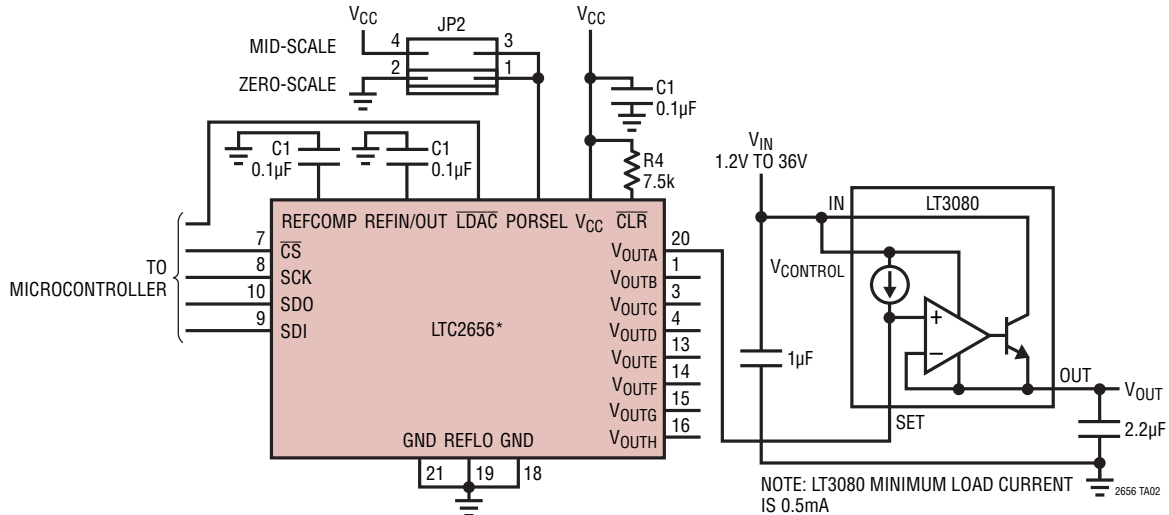 VCC
JP2
VCC
MID-SCALE
4
3
ZERO-SCALE
2
1
C1
0.1µF
C1
0.1µF
C1
0.1µF
R4
7.5k
VIN
1.2V TO 36V
REFCOMP REFIN/OUT LDAC PORSEL VCC CLR
TO
MICROCONTROLLER
7
CS
8
SCK
10
SDO
9
SDI
LTC2656*
VOUTA
20
VOUTB
1
VOUTC
3
VOUTD
4
VOUTE
13
VOUTF
14
VOUTG
15
VOUTH
16
GND REFLO GND
21
19
18
IN
LT3080
VCONTROL
+
–
1µF
OUT
VOUT
SET
2.2µF
NOTE: LT3080 MINIMUM LOAD CURRENT
IS 0.5mA
2656 TA02